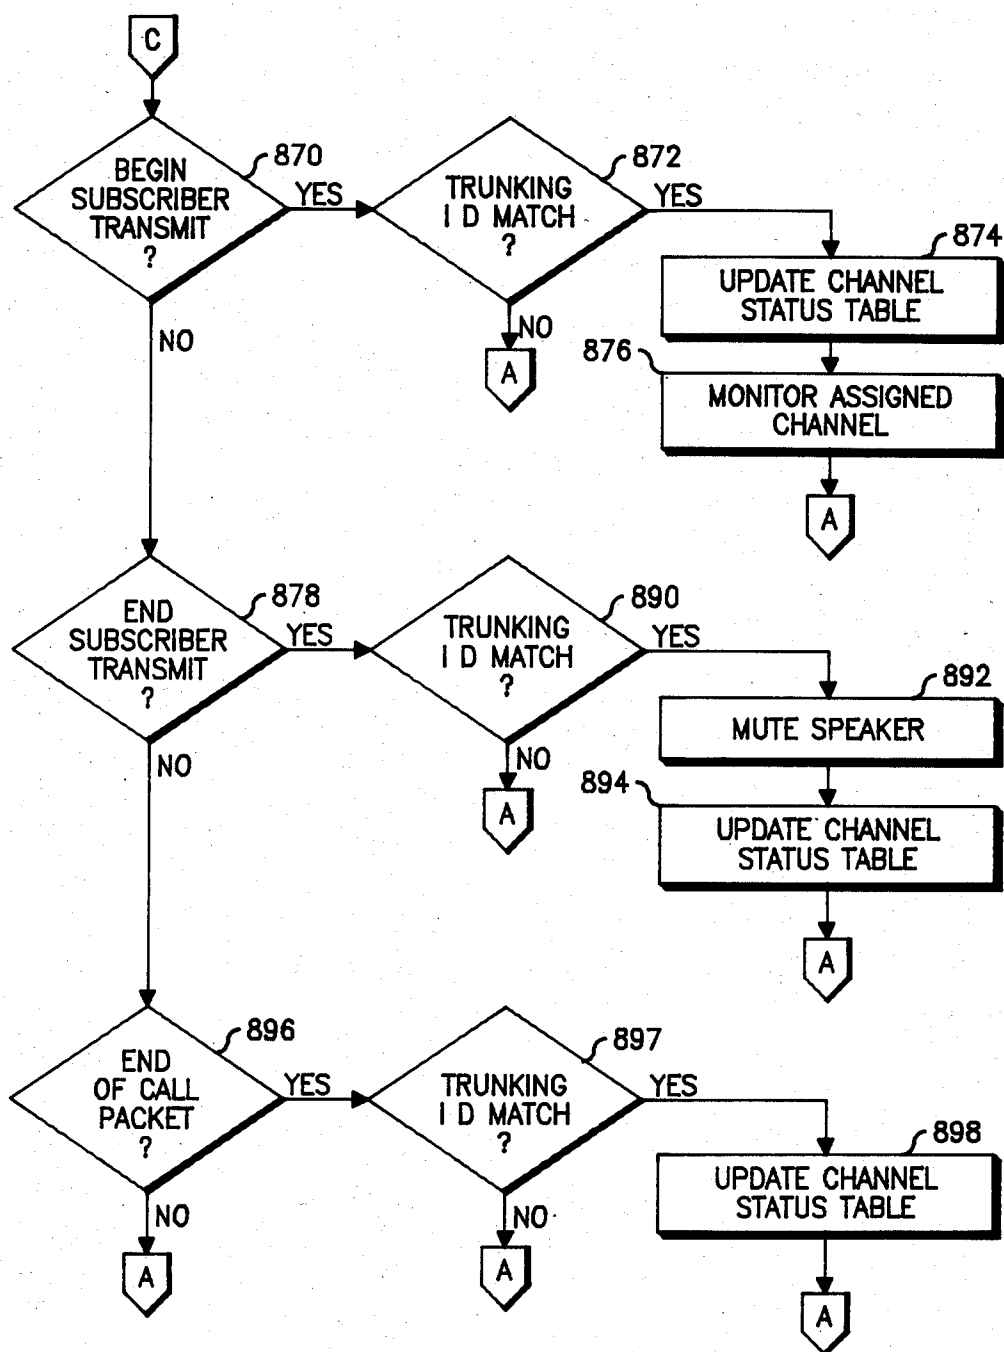 C
870
BEGIN
SUBSCRIBER
TRANSMIT
?
YES
NO
872
TRUNKING
I D MATCH
?
YES
NO
A
874
UPDATE CHANNEL
STATUS TABLE
876
MONITOR ASSIGNED
CHANNEL
A
878
END
SUBSCRIBER
TRANSMIT
?
YES
NO
890
TRUNKING
I D MATCH
?
YES
NO
A
892
MUTE SPEAKER
894
UPDATE CHANNEL
STATUS TABLE
A
896
END
OF CALL
PACKET
?
YES
NO
A
897
TRUNKING
I D MATCH
?
YES
NO
A
898
UPDATE CHANNEL
STATUS TABLE
A